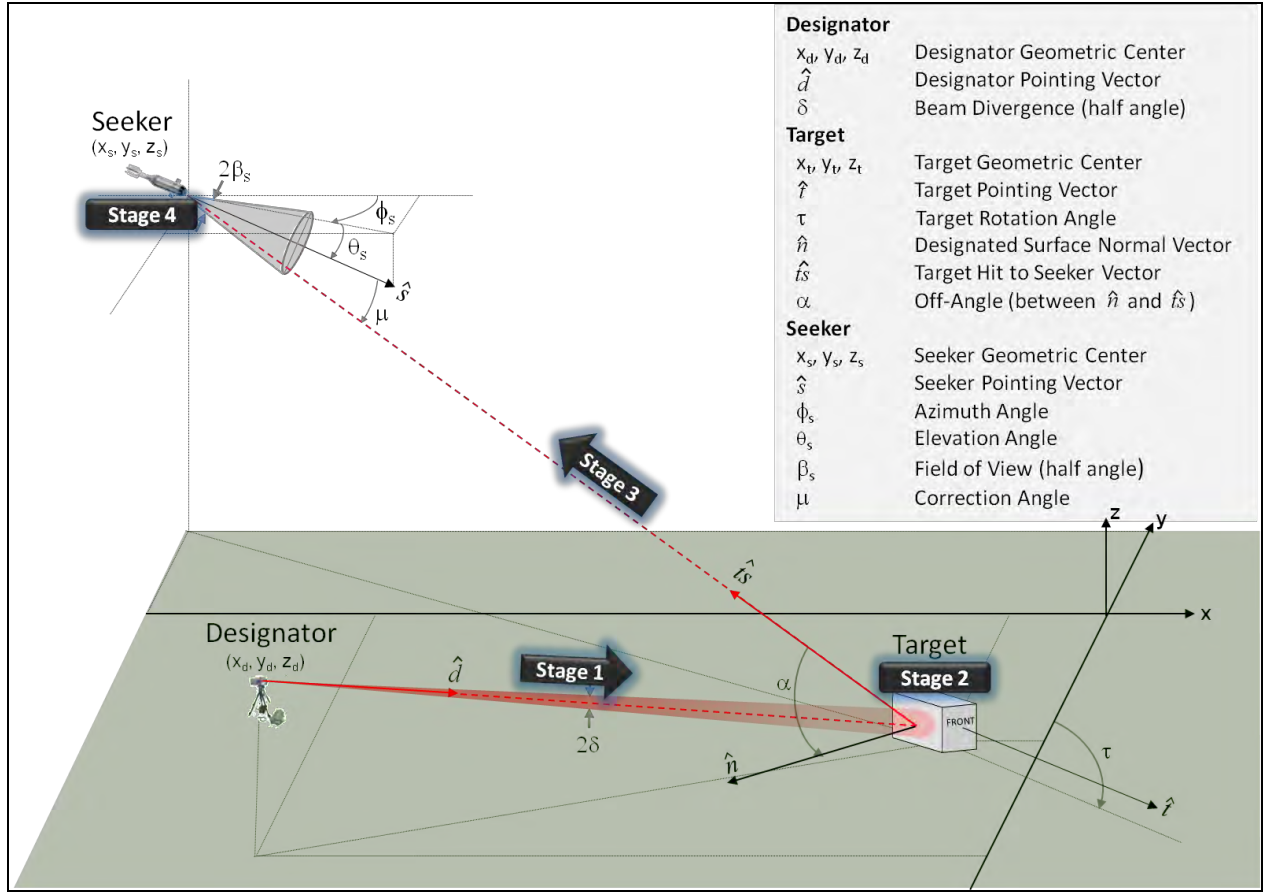 Designator
x_d, y_d, z_d Designator Geometric Center
d̂ Designator Pointing Vector
δ Beam Divergence (half angle)
Target
x_t, y_t, z_t Target Geometric Center
t̂ Target Pointing Vector
τ Target Rotation Angle
n̂ Designated Surface Normal Vector
t̂s Target Hit to Seeker Vector
α Off-Angle (between n̂ and t̂s)
Seeker
x_s, y_s, z_s Seeker Geometric Center
ŝ Seeker Pointing Vector
ϕ_s Azimuth Angle
θ_s Elevation Angle
β_s Field of View (half angle)
μ Correction Angle
Seeker
(x_s, y_s, z_s)
2β_s
Stage 4
ϕ_s
θ_s
ŝ
μ
Stage 3
z
y
t̂s
x
Designator
(x_d, y_d, z_d)
d̂
Stage 1
2δ
α
Target
Stage 2
FRONT
n̂
τ
t̂